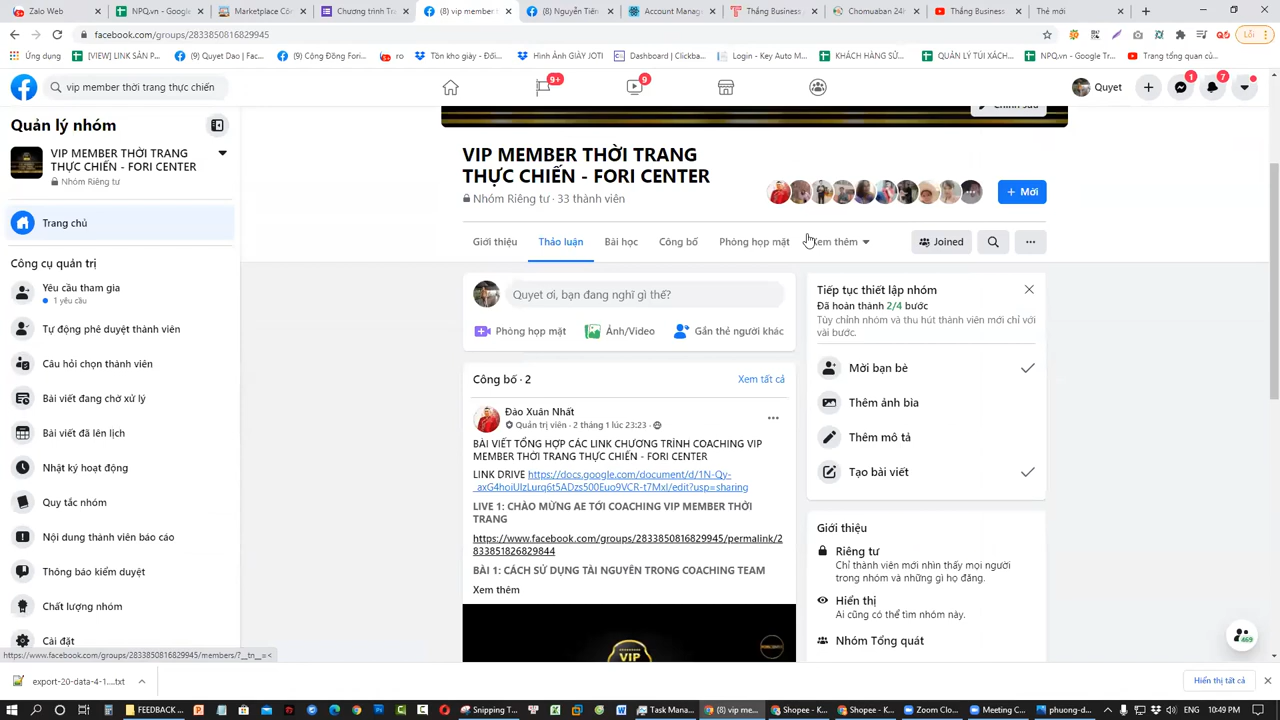 Zalo Web
NPQ.vn - Google
Marketplace Côn
Chương trình Tro
(8) vip member h
(8) Nguyễn Tiến
Account Manag
Thắng Business
Chomuaban 24h
Thắng Business
Thẻ mới
facebook.com/groups/2833850816829945
Lỗi
Ứng dụng
[VIEW] LINK SẢN P...
(9) Quyet Dao | Fac...
(9) Cộng Đồng Fori...
ro
Tồn kho giày - Đối...
Hình Ảnh GIÀY JOTI
Dashboard | Clickba...
Login - Key Auto M...
KHÁCH HÀNG SỬ...
QUẢN LÝ TÚI XÁCH...
NPQ.vn - Google Tr...
Trang tổng quan củ...
vip member thời trang thực chiến
9+
9
Quyet
1
7
Quản lý nhóm
VIP MEMBER THỜI TRANG
THỰC CHIẾN - FORI CENTER
Nhóm Riêng tư
Trang chủ
Công cụ quản trị
Yêu cầu tham gia
1 yêu cầu
Tự động phê duyệt thành viên
Câu hỏi chọn thành viên
Bài viết đang chờ xử lý
Bài viết đã lên lịch
Nhật ký hoạt động
Quy tắc nhóm
Nội dung thành viên báo cáo
Thông báo kiểm duyệt
Chất lượng nhóm
Cài đặt
https://www.facebook.com/groups/2833850816829945/members/?__tn__=<
Chỉnh sửa
VIP MEMBER THỜI TRANG
THỰC CHIẾN - FORI CENTER
Nhóm Riêng tư · 33 thành viên
+ Mời
Giới thiệu
Thảo luận
Bài học
Công bố
Phòng họp mặt
Xem thêm
Joined
Quyet ơi, bạn đang nghĩ gì thế?
Phòng họp mặt
Ảnh/Video
Gắn thẻ người khác
Công bố · 2
Xem tất cả
Đào Xuân Nhất
Quản trị viên · 2 tháng 1 lúc 23:23 ·
BÀI VIẾT TỔNG HỢP CÁC LINK CHƯƠNG TRÌNH COACHING VIP
MEMBER THỜI TRANG THỰC CHIẾN - FORI CENTER
LINK DRIVE https://docs.google.com/document/d/1N-Qy-
_axG4hoiUlzLurq6t5ADzs500Euo9VCR-t7MxI/edit?usp=sharing
LIVE 1: CHÀO MỪNG AE TỚI COACHING VIP MEMBER THỜI
TRANG
https://www.facebook.com/groups/2833850816829945/permalink/2
833851826829844
BÀI 1: CÁCH SỬ DỤNG TÀI NGUYÊN TRONG COACHING TEAM
Xem thêm
VIP
Tiếp tục thiết lập nhóm
Đã hoàn thành 2/4 bước
Tùy chỉnh nhóm và thu hút thành viên mới chỉ với
vài bước.
Mời bạn bè
Thêm ảnh bìa
Thêm mô tả
Tạo bài viết
Giới thiệu
Riêng tư
Chỉ thành viên mới nhìn thấy mọi người
trong nhóm và những gì họ đăng.
Hiển thị
Ai cũng có thể tìm nhóm này.
Nhóm Tổng quát
469
export-20-data-4-1....txt
Hiển thị tất cả
FEEDBACK ...
Snipping T...
Task Mana...
(8) vip me...
Shopee - K...
Shopee - K...
Zoom Clo...
Meeting C...
phuong-d...
ENG
10:49 PM